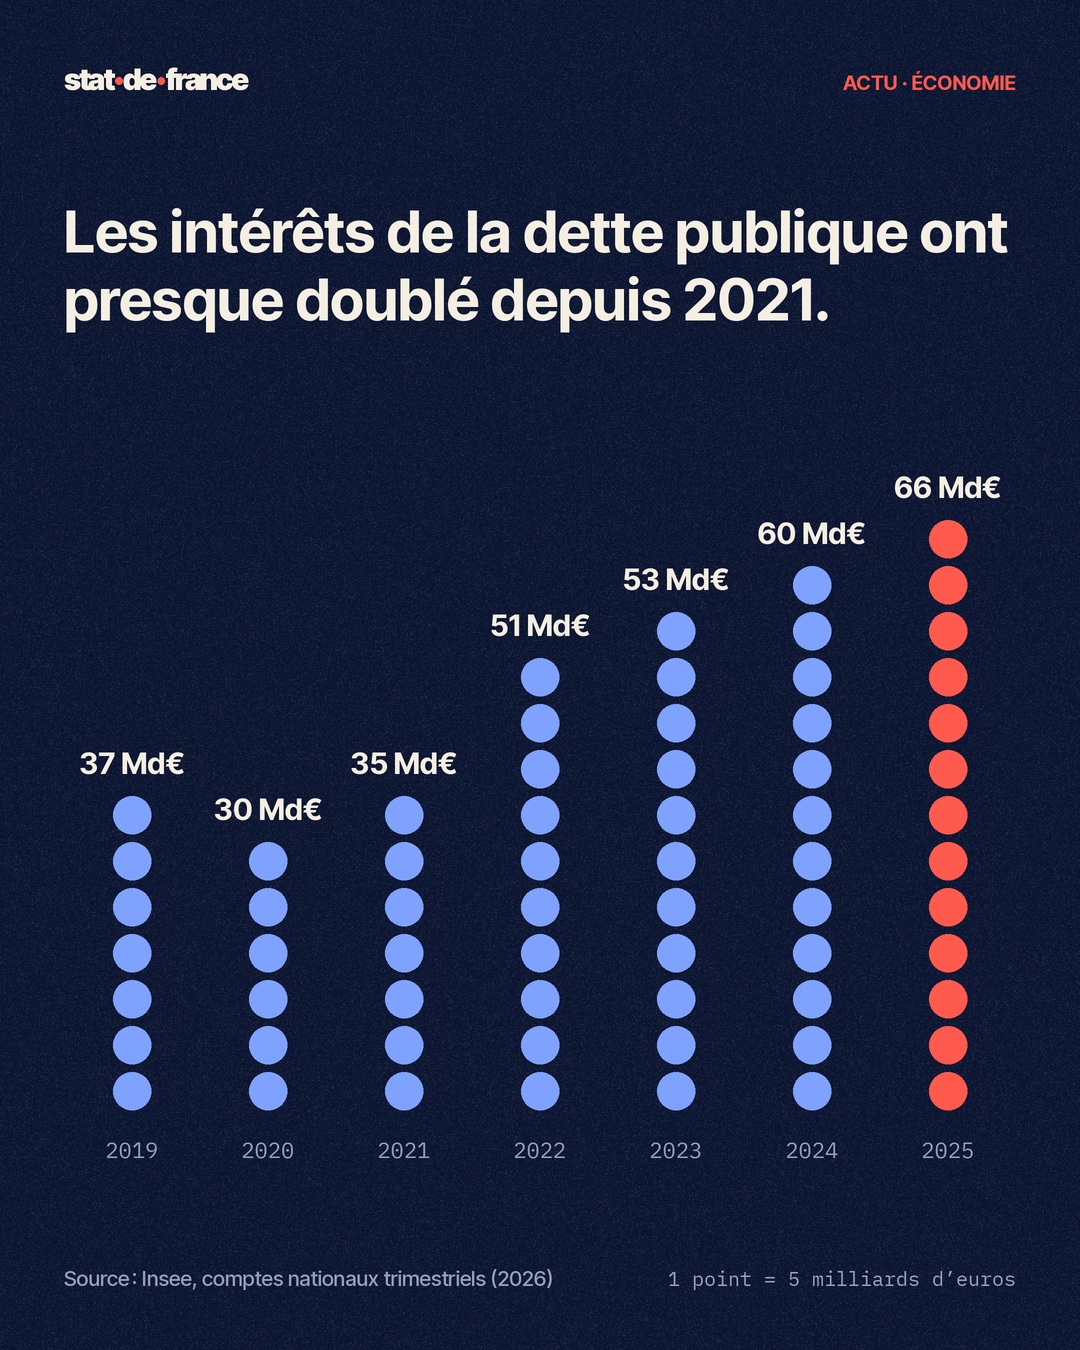 stat•de•france
ACTU · ÉCONOMIE
Les intérêts de la dette publique ont
presque doublé depuis 2021.
37 Md€
30 Md€
35 Md€
51 Md€
53 Md€
60 Md€
66 Md€
2019
2020
2021
2022
2023
2024
2025
Source : Insee, comptes nationaux trimestriels (2026)
1 point = 5 milliards d’euros